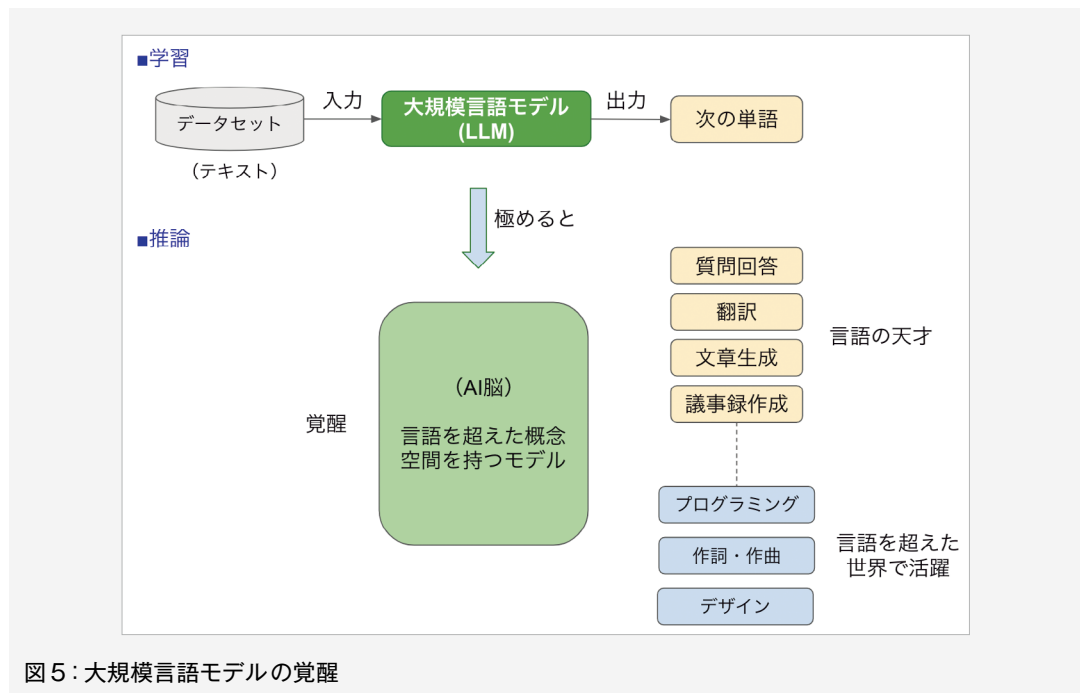 ■学習
データセット
(テキスト)
入力
大規模言語モデル
(LLM)
出力
次の単語
極めると
■推論
覚醒
(AI脳)
言語を超えた概念
空間を持つモデル
質問回答
翻訳
文章生成
議事録作成
言語の天才
プログラミング
作詞・作曲
デザイン
言語を超えた
世界で活躍
図5:大規模言語モデルの覚醒